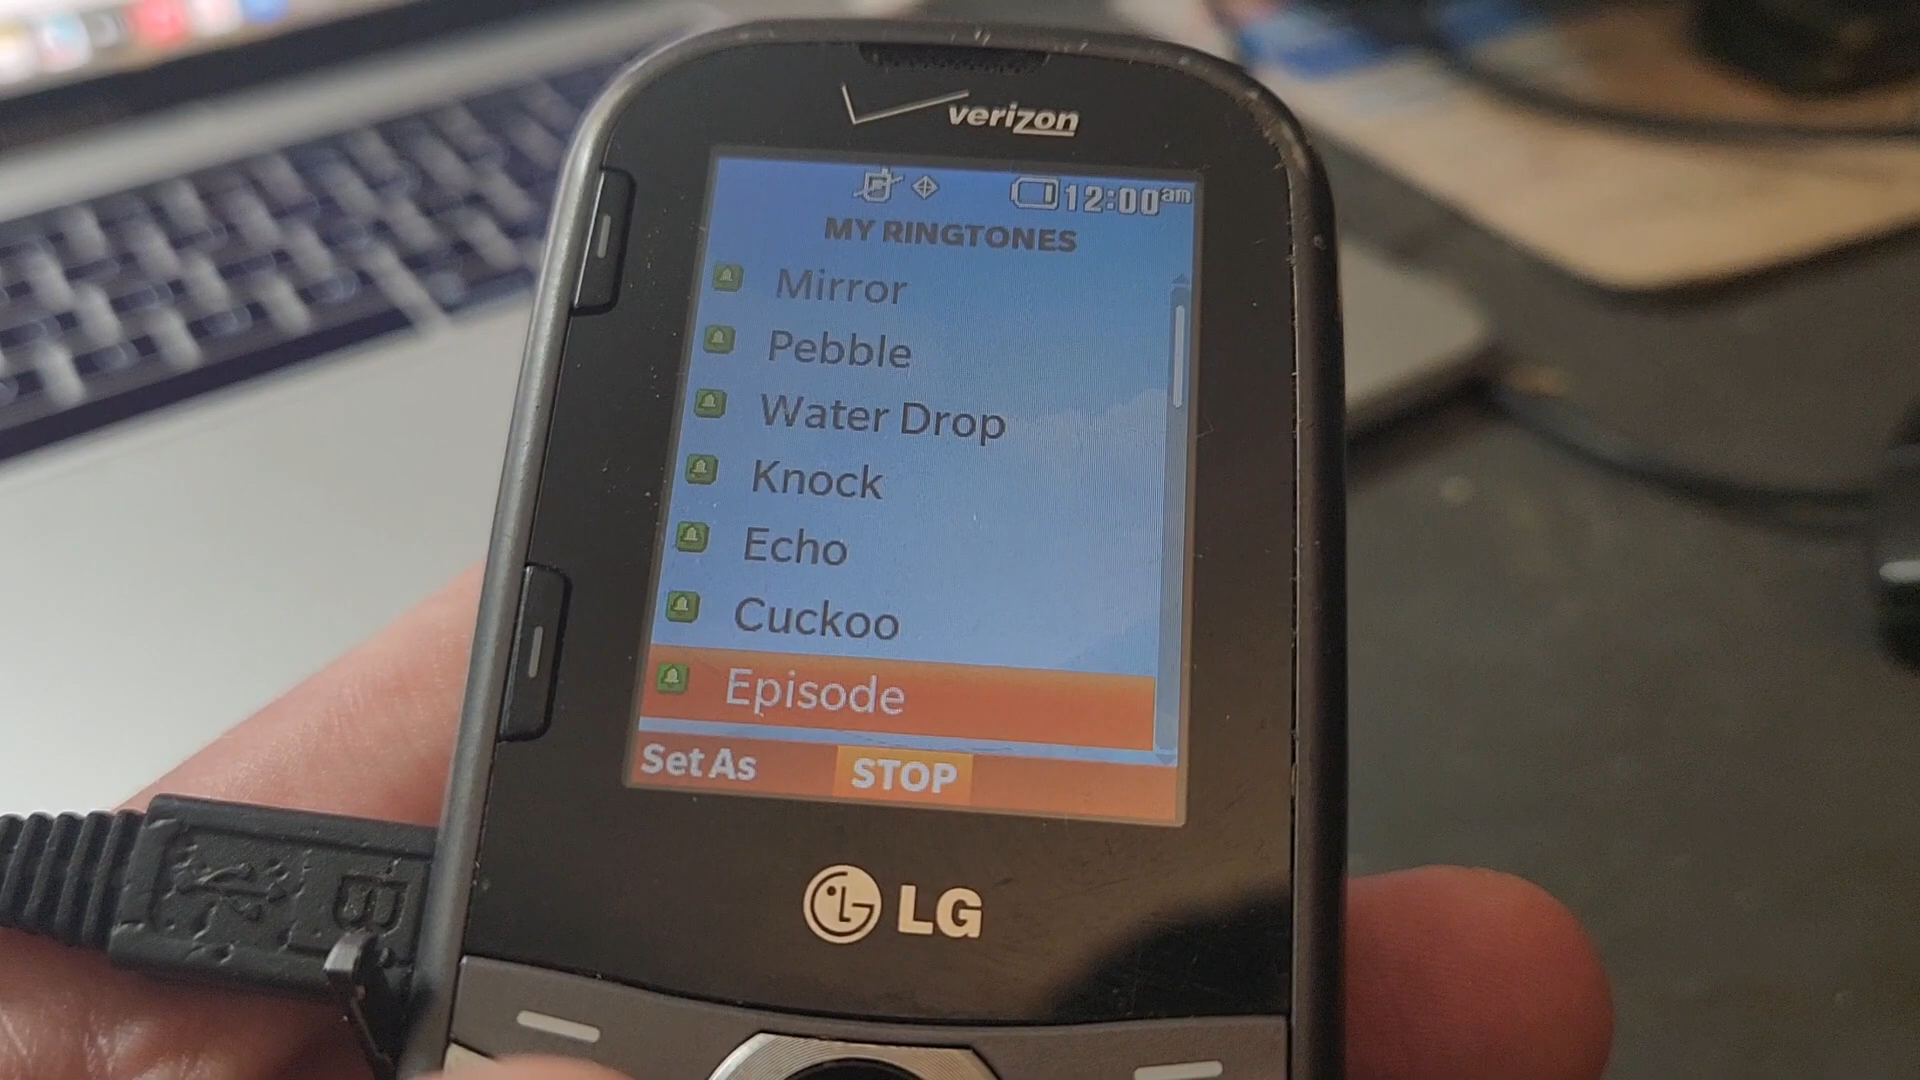 verizon
12:00am
MY RINGTONES
Mirror
Pebble
Water Drop
Knock
Echo
Cuckoo
Episode
Set As STOP
LG
B